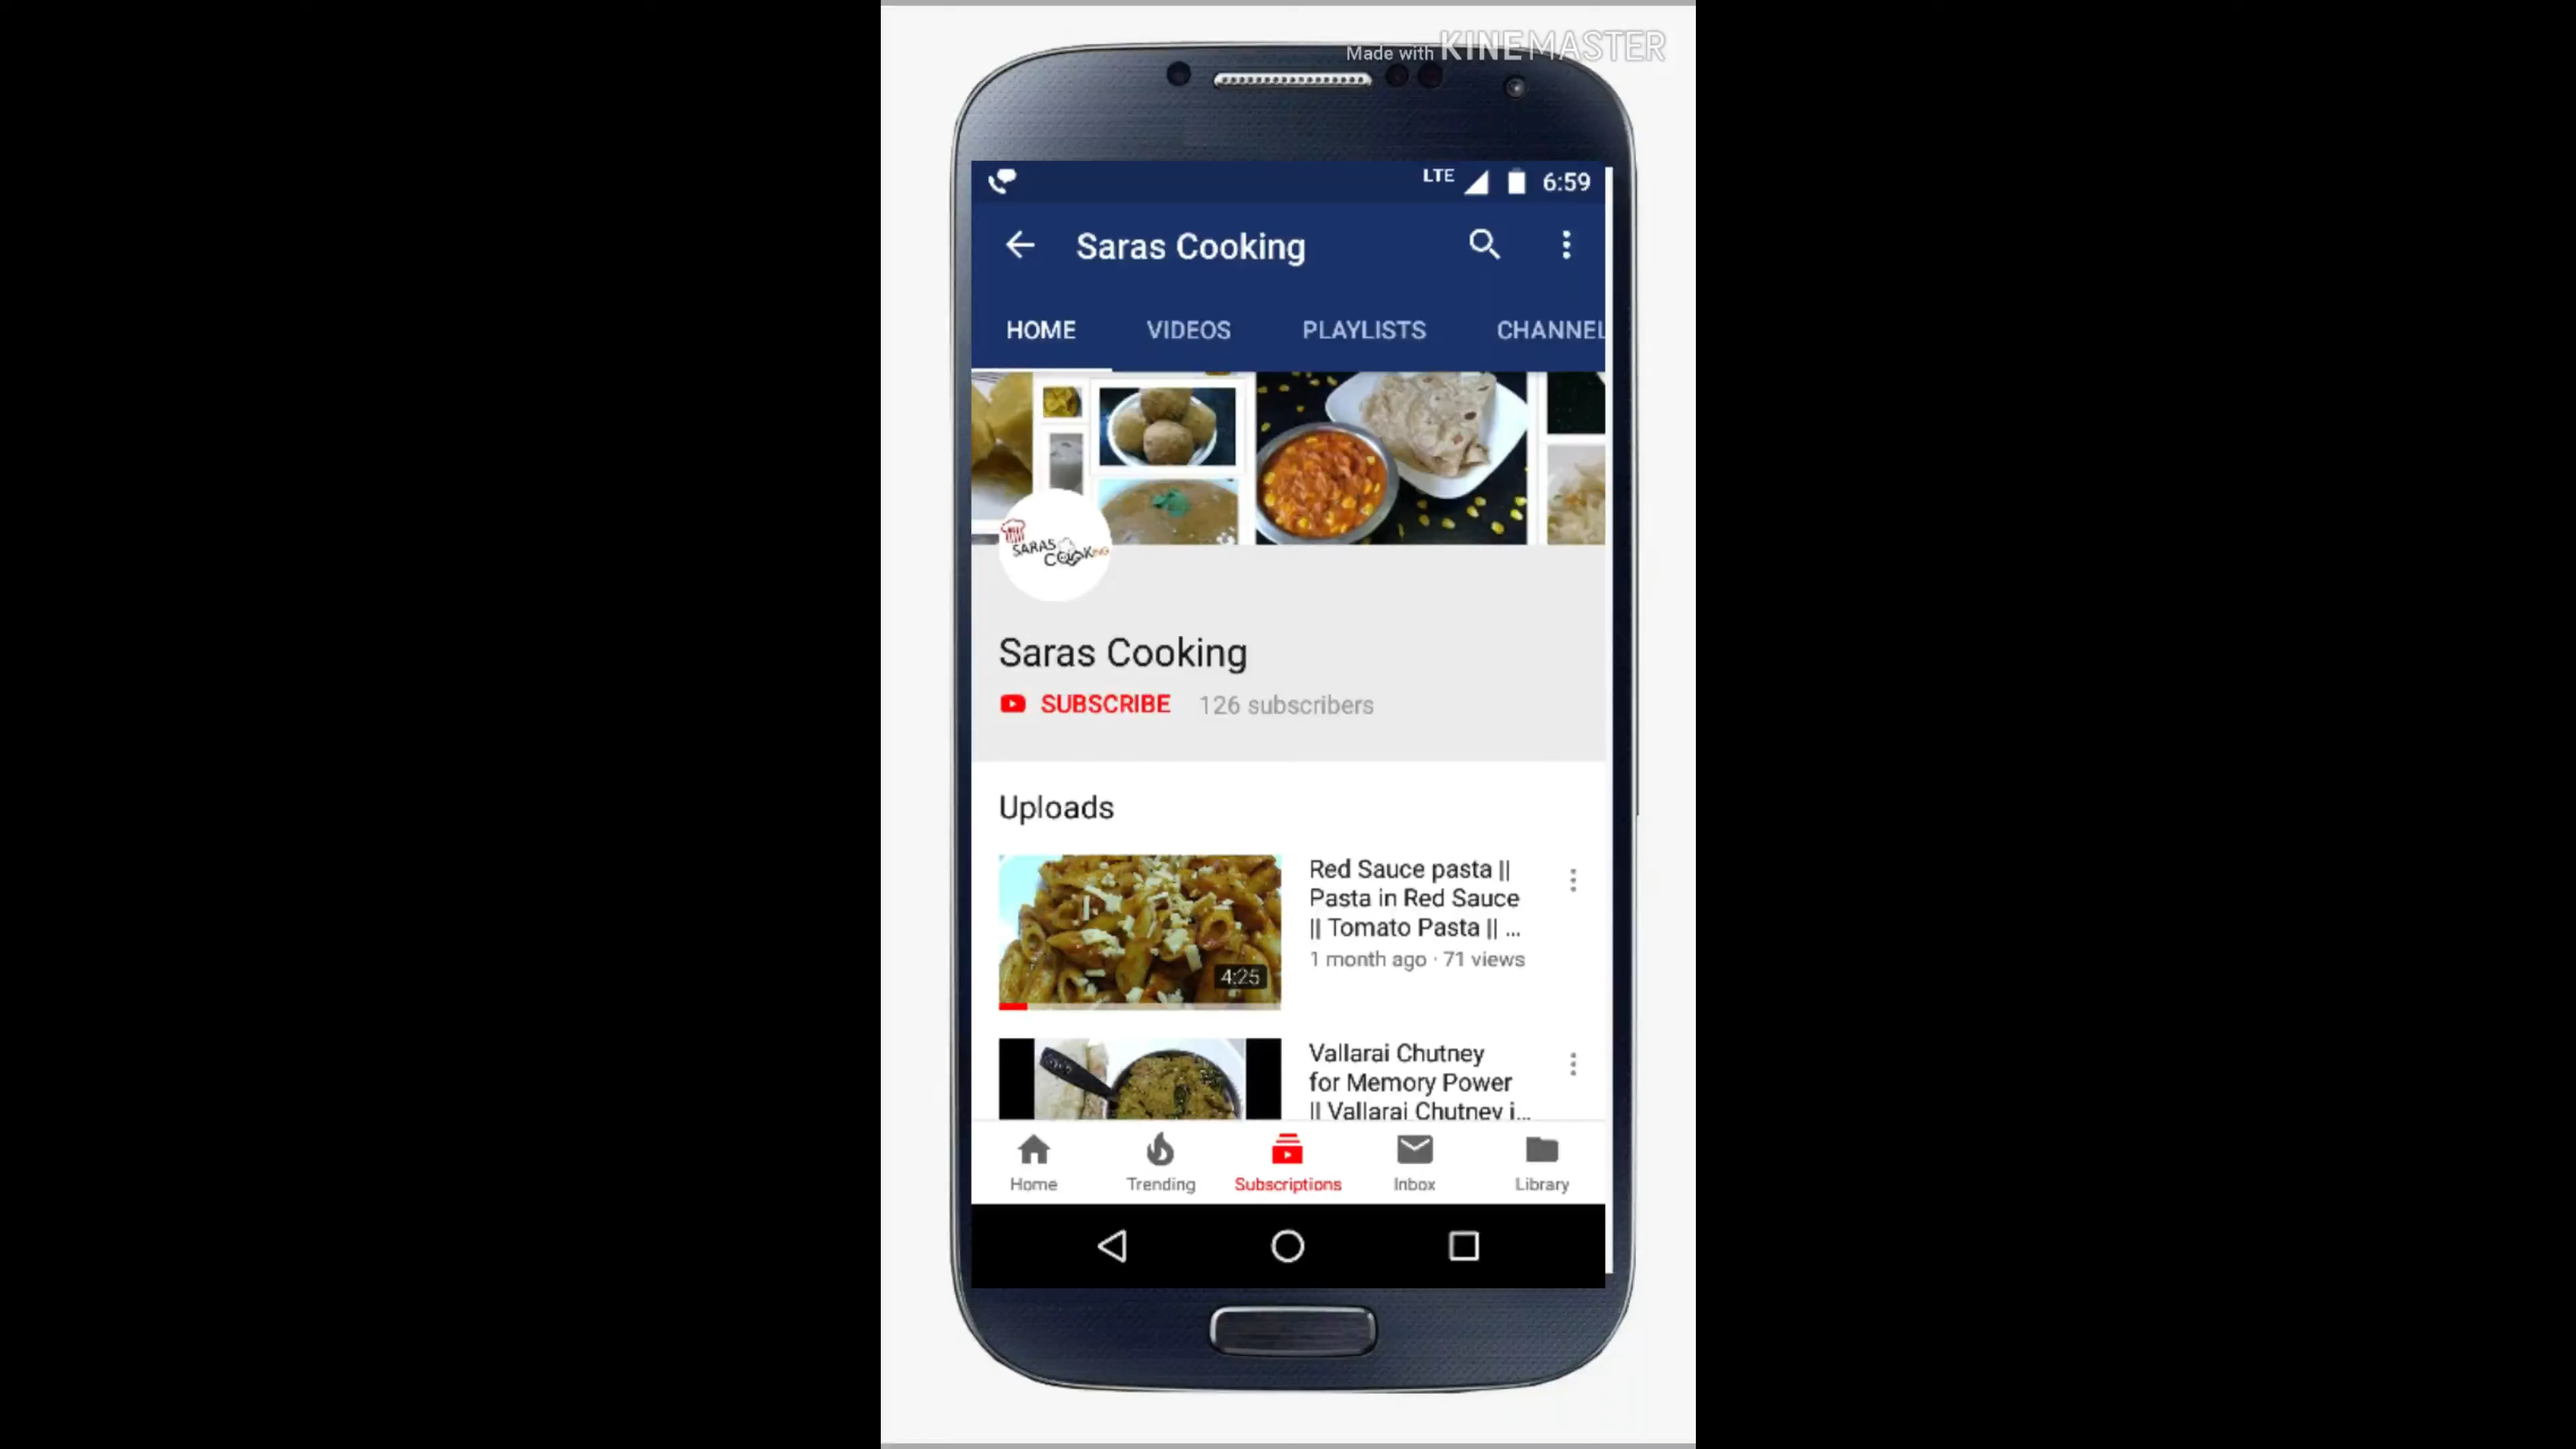 Made with KINEMASTER
LTE 6:59
Saras Cooking
HOME VIDEOS PLAYLISTS CHANNEL
SARAS
COOKING
Saras Cooking
SUBSCRIBE 126 subscribers
Uploads
Red Sauce pasta ||
Pasta in Red Sauce
|| Tomato Pasta || ...
1 month ago · 71 views
4:25
Vallarai Chutney
for Memory Power
|| Vallarai Chutney i...
Home Trending Subscriptions Inbox Library